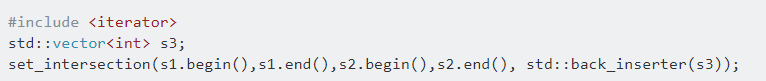 #include <iterator>
std::vector<int> s3;
set_intersection(s1.begin(),s1.end(),s2.begin(),s2.end(), std::back_inserter(s3));